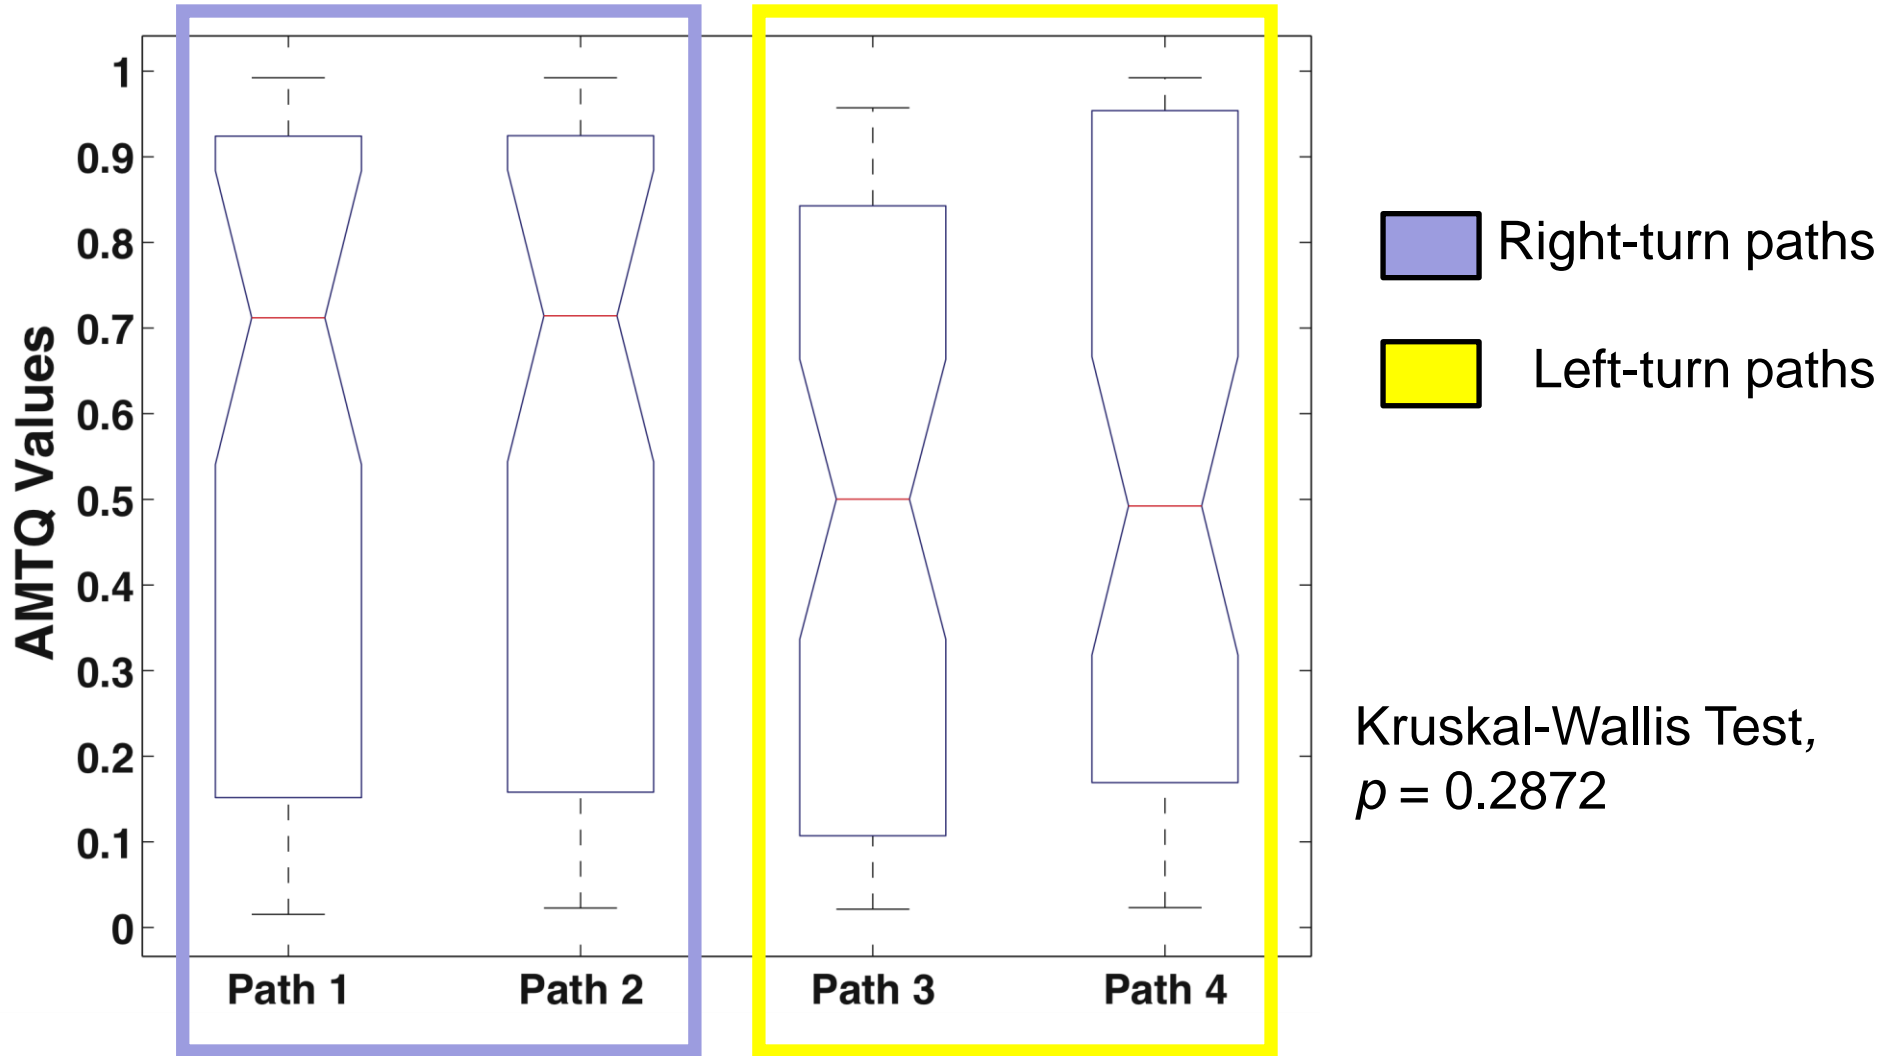 AMTQ Values
1
0.9
0.8
0.7
0.6
0.5
0.4
0.3
0.2
0.1
0
Path 1
Path 2
Path 3
Path 4
Right-turn paths
Left-turn paths
Kruskal-Wallis Test,
p = 0.2872